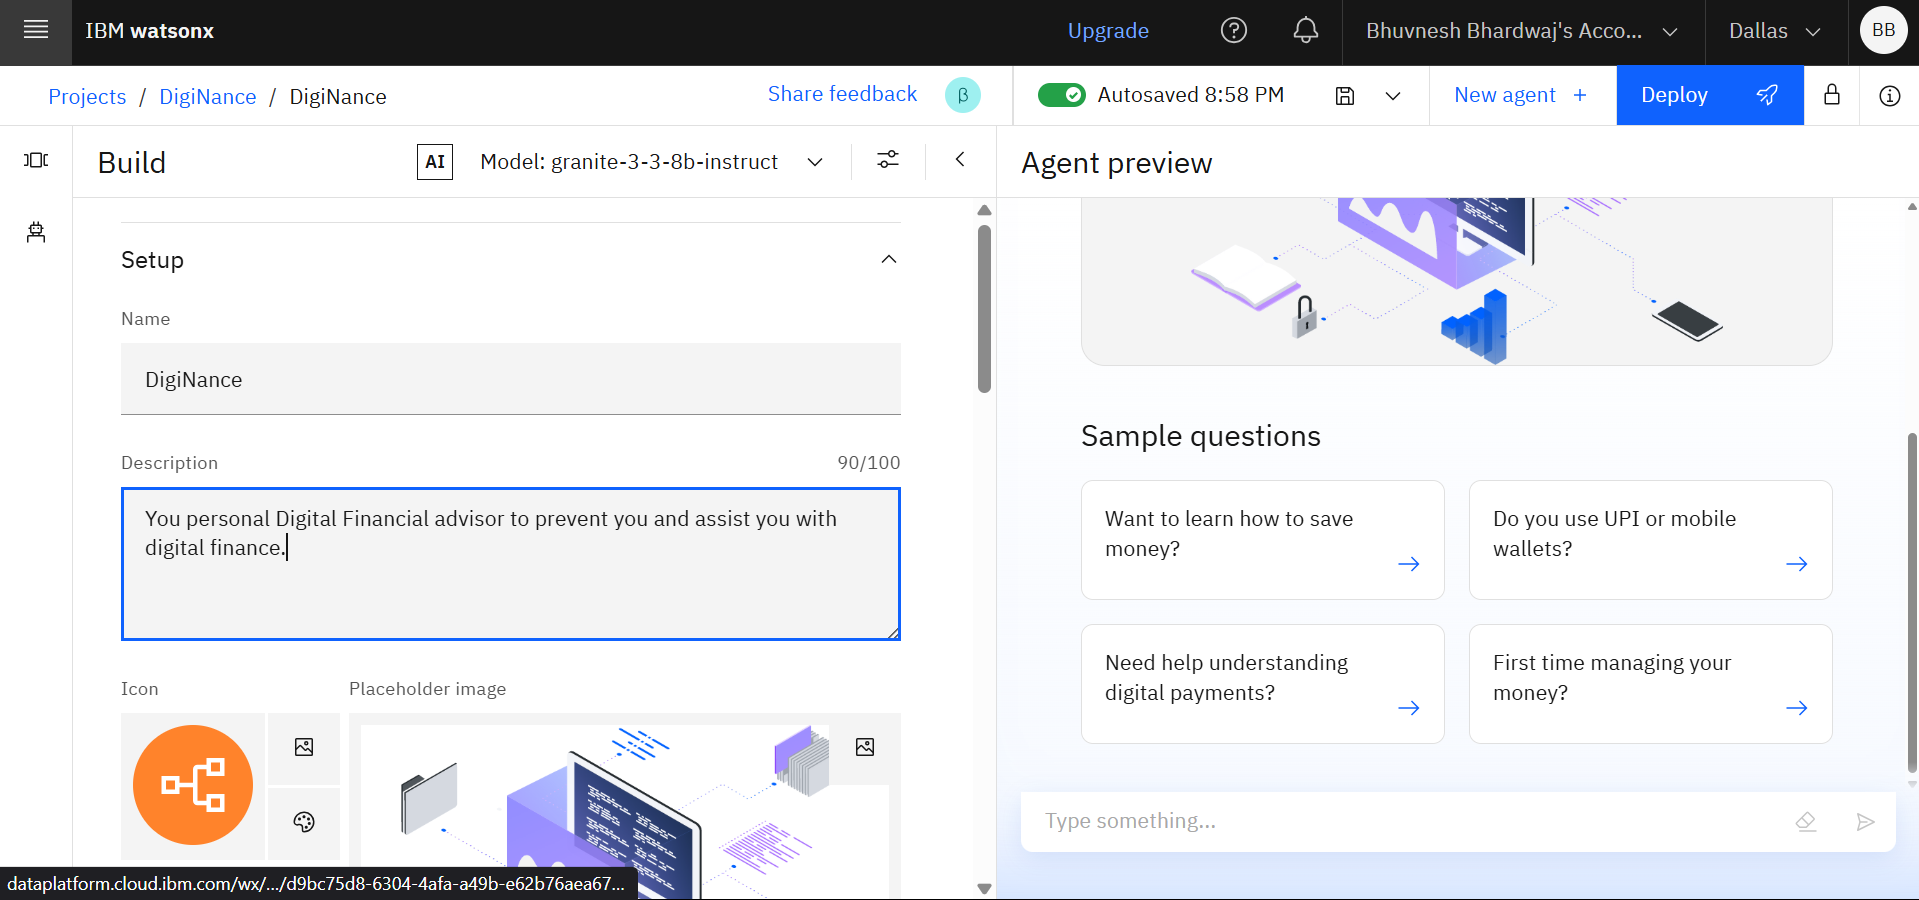 IBM watsonx
Upgrade
Bhuvnesh Bhardwaj's Acco...
Dallas
BB
Projects / DigiNance / DigiNance
Share feedback
β
Autosaved 8:58 PM
New agent +
Deploy
Build
AI
Model: granite-3-3-8b-instruct
Agent preview
Setup
Name
DigiNance
Description
90/100
You personal Digital Financial advisor to prevent you and assist you with
digital finance.
Icon
Placeholder image
Sample questions
Want to learn how to save
money?
Do you use UPI or mobile
wallets?
Need help understanding
digital payments?
First time managing your
money?
Type something...
dataplatform.cloud.ibm.com/wx/.../d9bc75d8-6304-4afa-a49b-e62b76aea67...